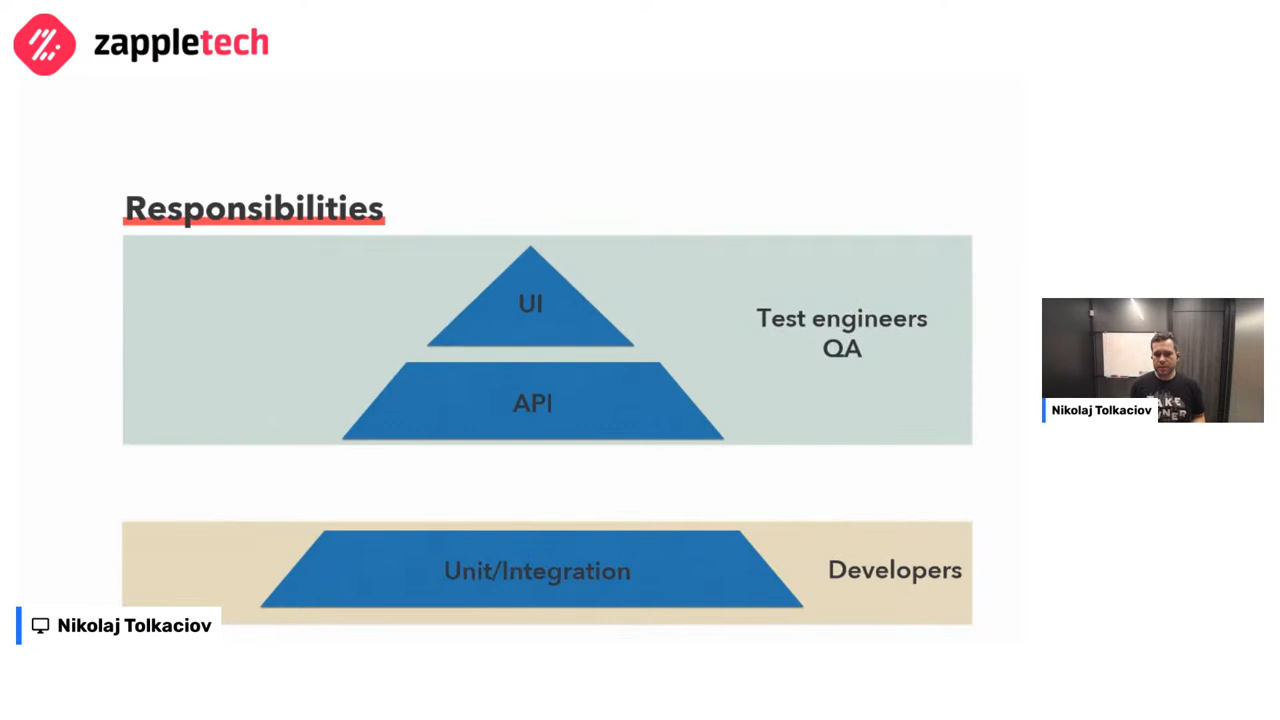 zappletech
Responsibilities
UI
Test engineers
QA
API
Nikolaj Tolkaciov
Unit/Integration
Developers
Nikolaj Tolkaciov